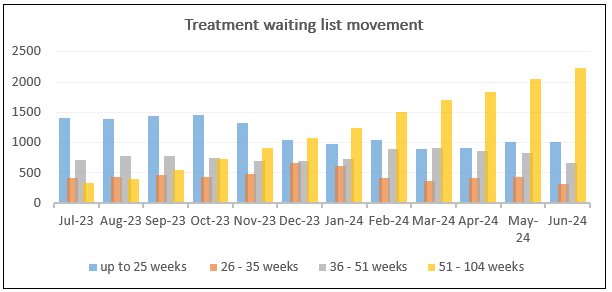 Treatment waiting list movement
2500
2000
1500
1000
500
0
Jul-23 Aug-23 Sep-23 Oct-23 Nov-23 Dec-23 Jan-24 Feb-24 Mar-24 Apr-24 May- Jun-24
24
up to 25 weeks 26 - 35 weeks 36 - 51 weeks 51 - 104 weeks